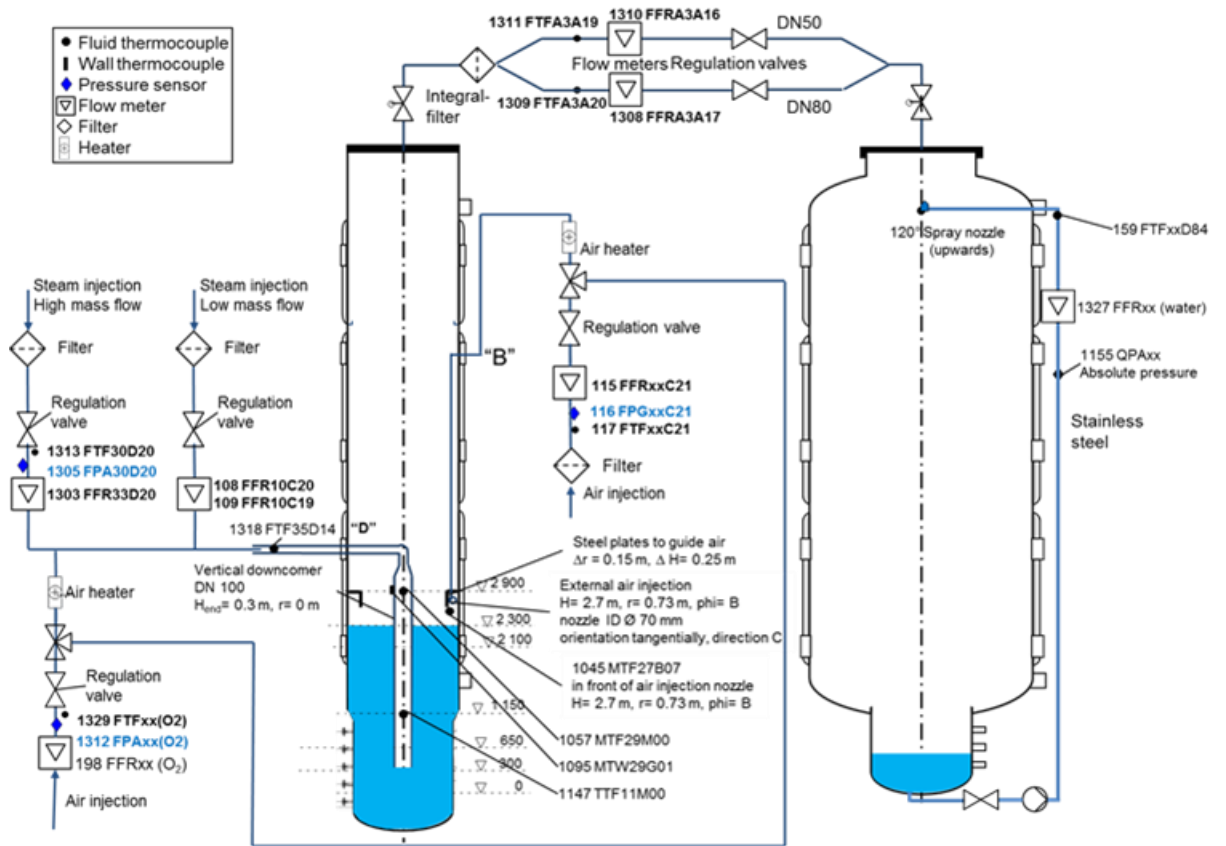 Fluid thermocouple
Wall thermocouple
Pressure sensor
Flow meter
Filter
Heater
1311 FTFA3A19
1310 FFRA3A16
DN50
Flow meters Regulation valves
Integral-
filter
1309 FTFA3A20
1308 FFRA3A17
DN80
120° Spray nozzle
(upwards)
159 FTFxxD84
1327 FFRxx (water)
1155 QPAxx
Absolute pressure
Stainless
steel
Air heater
Regulation valve
"B"
115 FFRxxC21
116 FPGxxC21
117 FTFxxC21
Filter
Air injection
Steam injection
High mass flow
Steam injection
Low mass flow
Filter
Filter
Regulation
valve
Regulation
valve
1313 FTF30D20
1305 FPA30D20
1303 FFR33D20
108 FFR10C20
109 FFR10C19
1318 FTF35D14
"D"
Vertical downcomer
DN 100
Hend= 0.3 m, r= 0 m
Air heater
Regulation
valve
1329 FTFxx(O2)
1312 FPAxx(O2)
198 FFRxx (O2)
Air injection
Steel plates to guide air
Δr = 0.15 m, Δ H= 0.25 m
External air injection
H= 2.7 m, r= 0.73 m, phi= B
nozzle ID Ø 70 mm
orientation tangentially, direction C
1045 MTF27B07
in front of air injection nozzle
H= 2.7 m, r= 0.73 m, phi= B
1057 MTF29M00
1095 MTW29G01
1147 TTF11M00
2 900
2 300
2 100
1 150
650
300
0